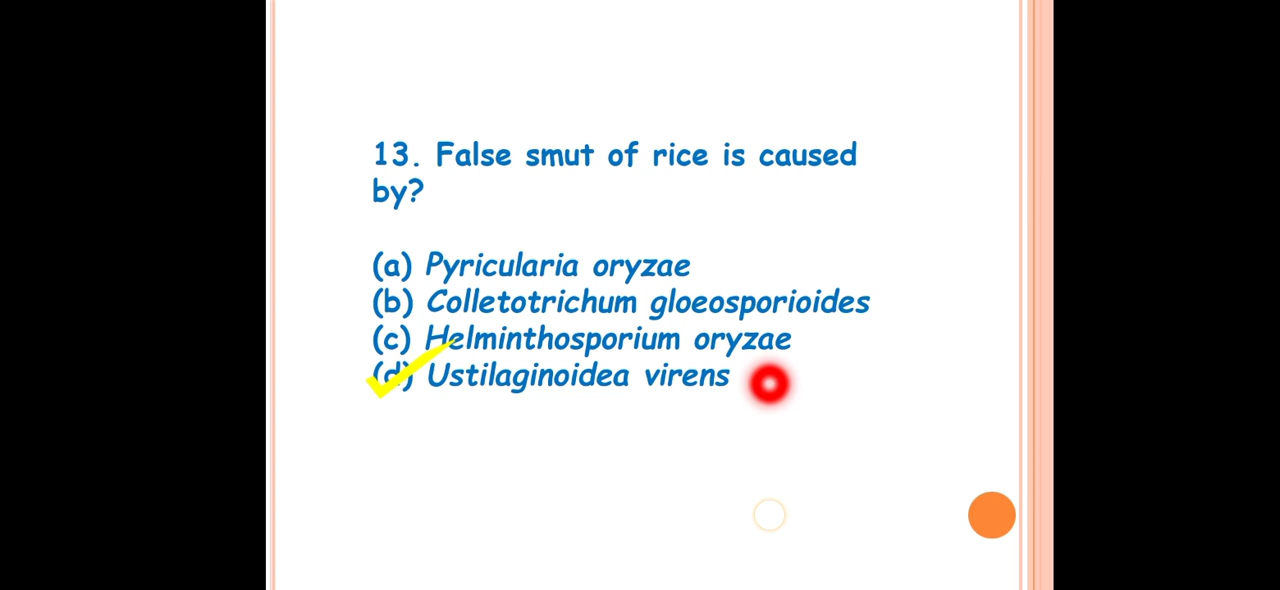 13. False smut of rice is caused
by?
(a) Pyricularia oryzae
(b) Colletotrichum gloeosporioides
(c) Helminthosporium oryzae
(d) Ustilaginoidea virens